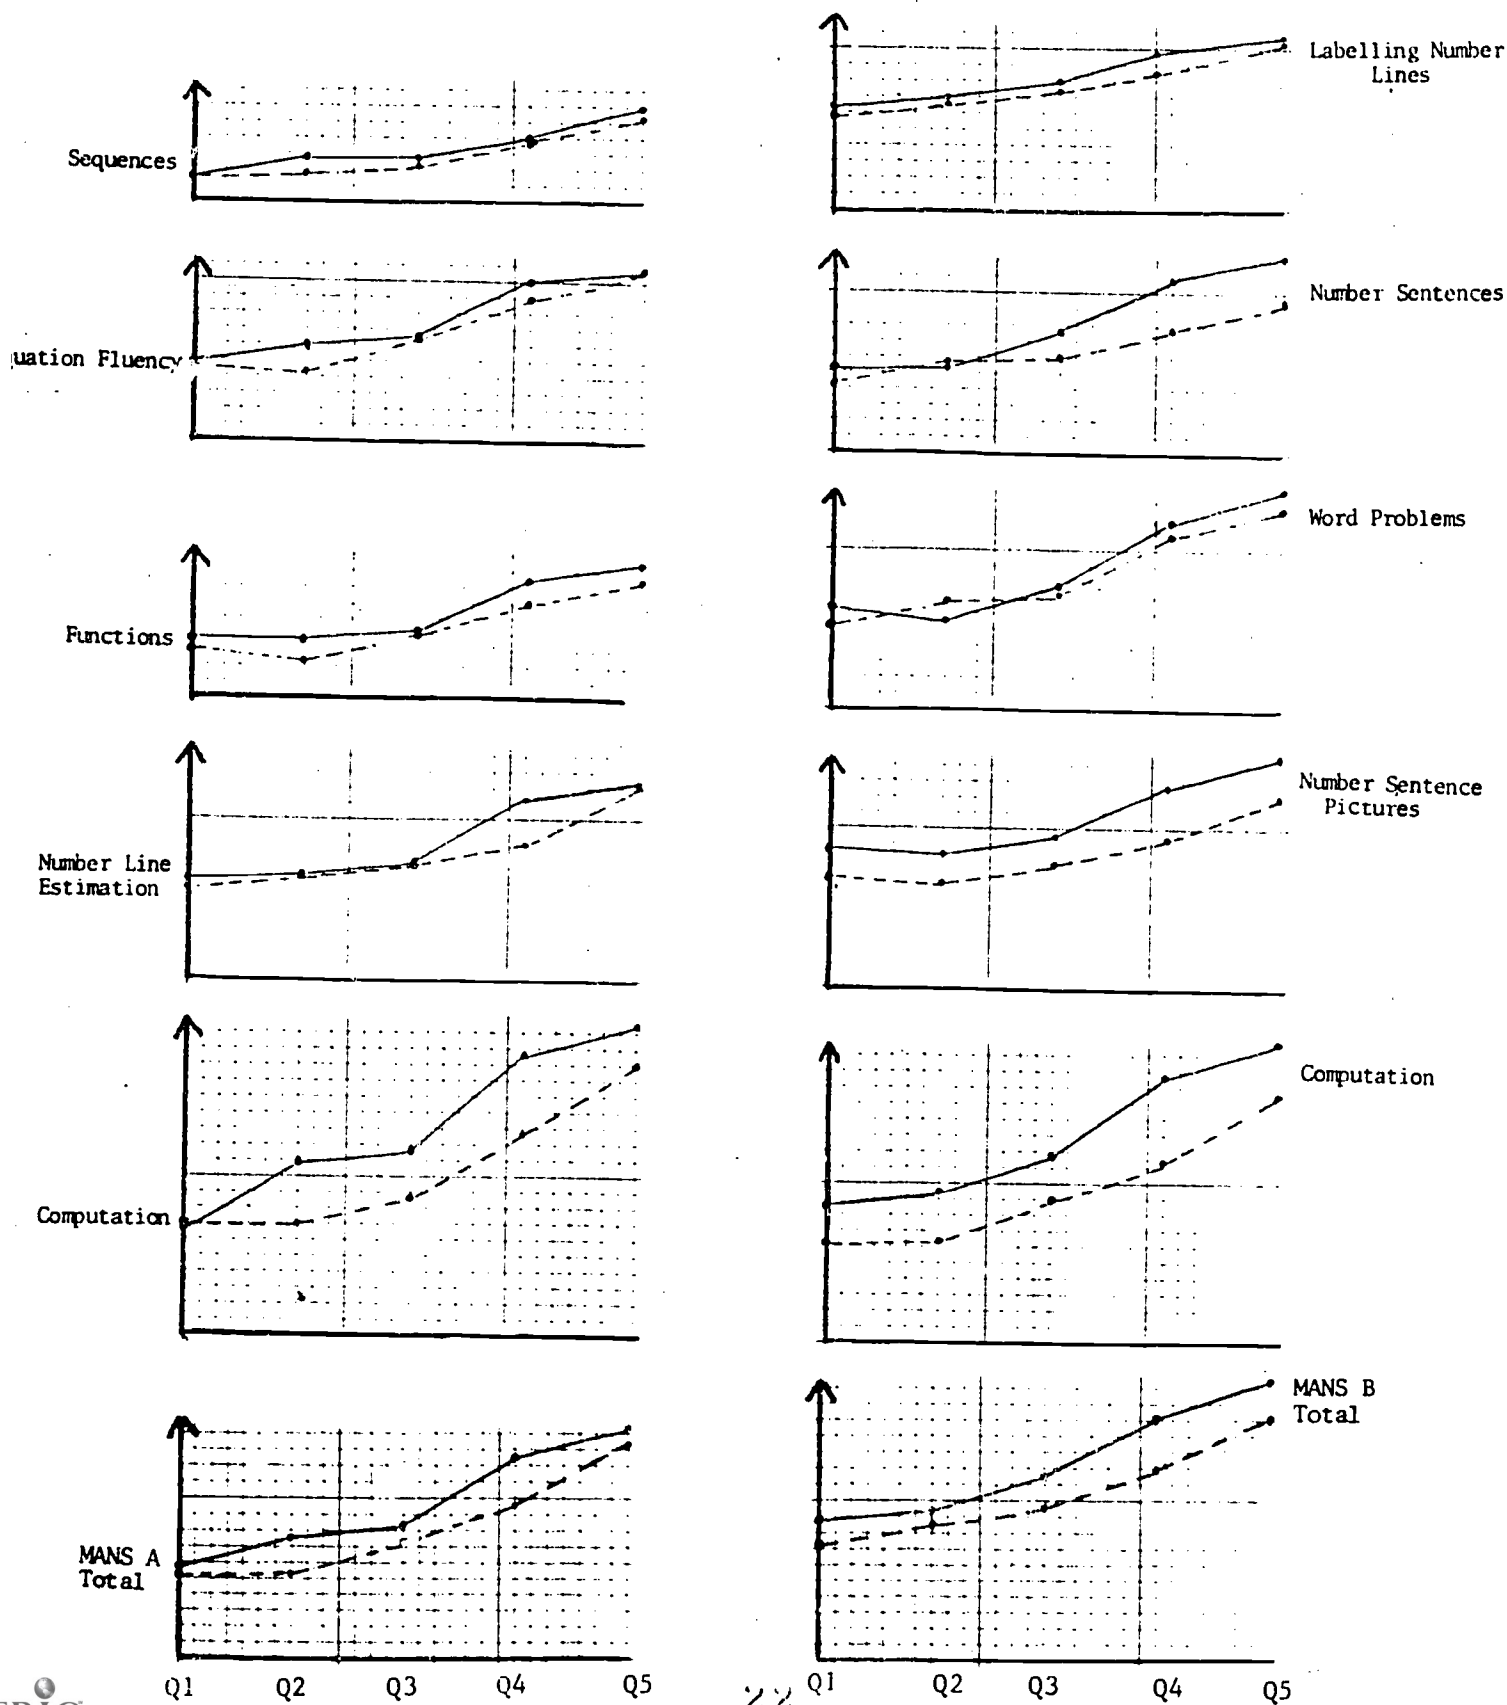 Labelling Number
Lines
Sequences
Number Sentences
uation Fluency
Word Problems
Functions
Number Sentence
Pictures
Number Line
Estimation
Computation
Computation
MANS B
Total
MANS A
Total
Q1 Q2 Q3 Q4 Q5
Q1 Q2 Q3 Q4 Q5